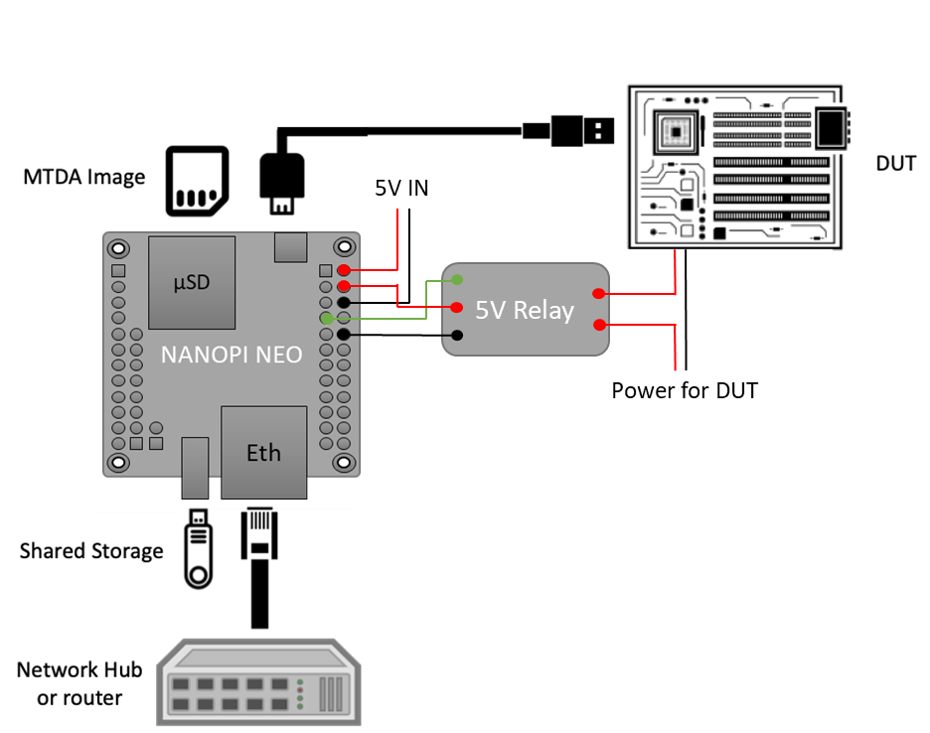 DUT
MTDA Image
5V IN
µSD
5V Relay
NANOPI NEO
Power for DUT
Eth
Shared Storage
Network Hub
or router